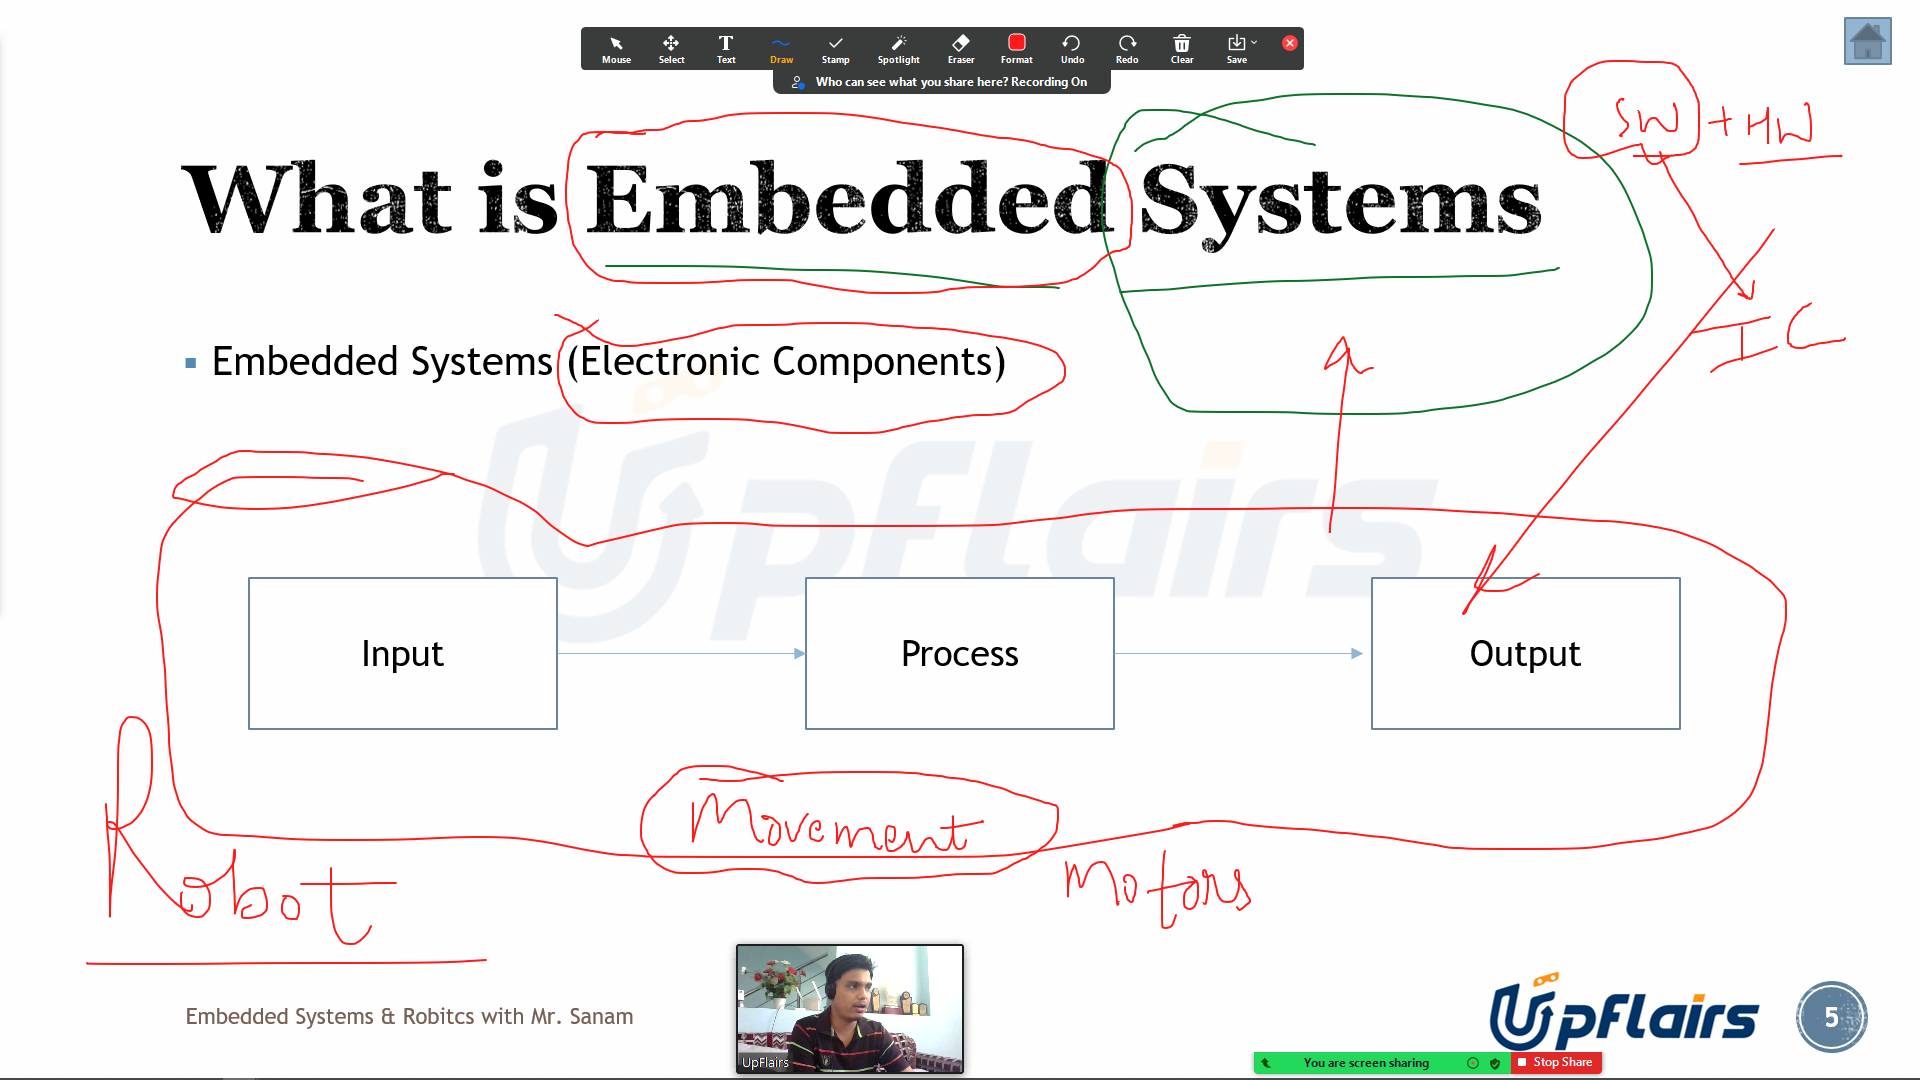 Mouse Select Text Draw Stamp Spotlight Eraser Format Undo Redo Clear Save
Who can see what you share here? Recording On
SW + HW
What is Embedded Systems
IC
Embedded Systems (Electronic Components)
Upflairs
Input
Process
Output
Movement
Motors
Robot
UpFlairs
Embedded Systems & Robitcs with Mr. Sanam
UpFlairs
5
You are screen sharing
Stop Share